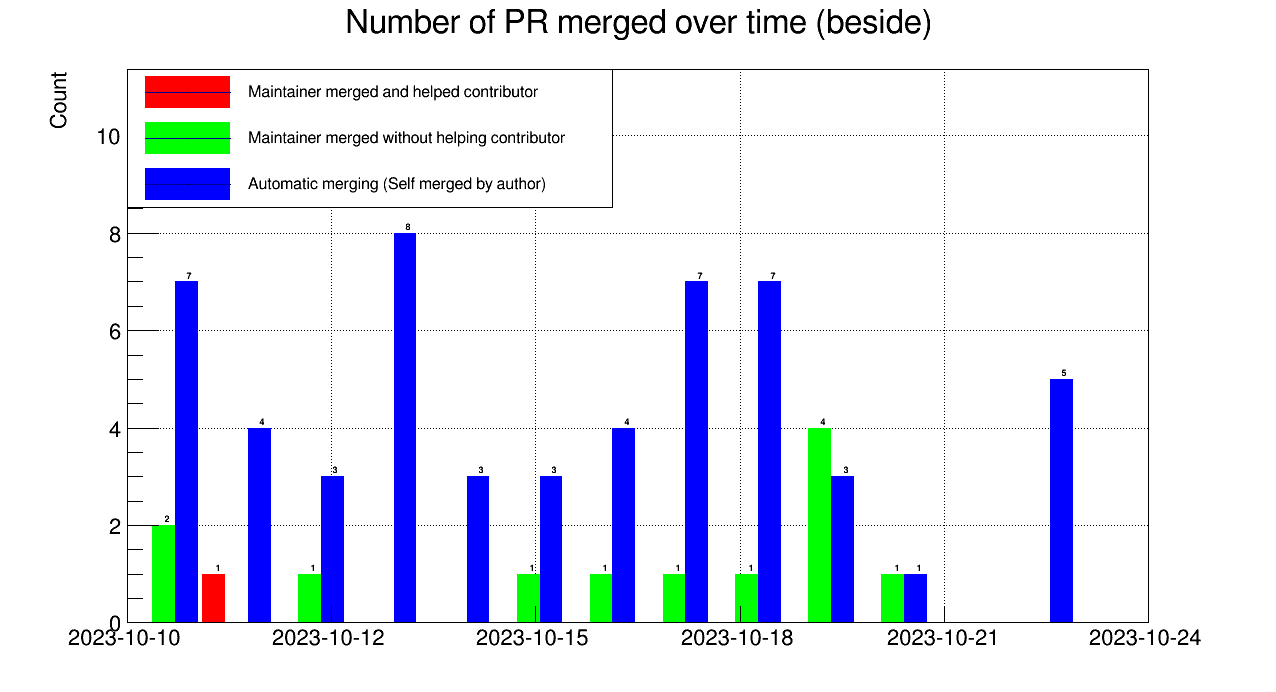 Number of PR merged over time (beside)
Count
Maintainer merged and helped contributor
Maintainer merged without helping contributor
Automatic merging (Self merged by author)
10
8
6
4
2
0
2 7 1 4 1 3 8 3 1 3 1 4 1 7 1 7 4 3 1 1 5
2023-10-10 2023-10-12 2023-10-15 2023-10-18 2023-10-21 2023-10-24